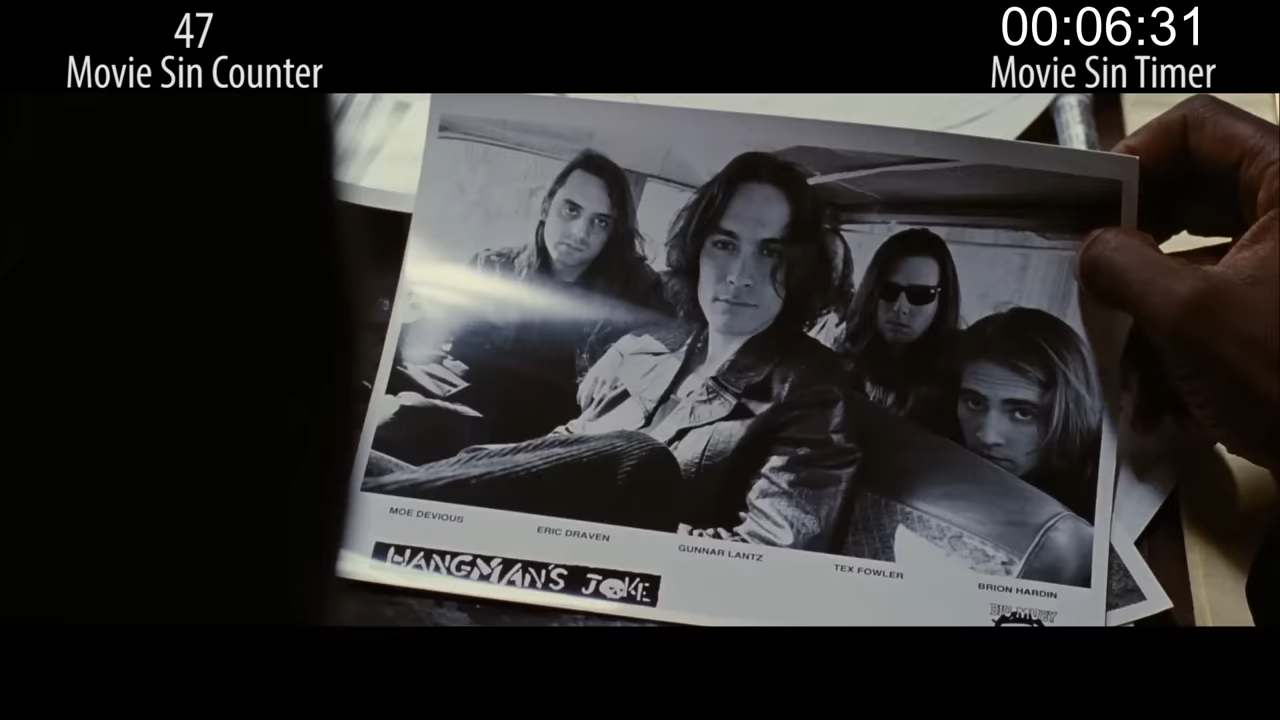 47
Movie Sin Counter
00:06:31
Movie Sin Timer
MOE DEVIOUS
ERIC DRAVEN
GUNNAR LANTZ
TEX FOWLER
BRION HARDIN
HANGMAN'S JOKE